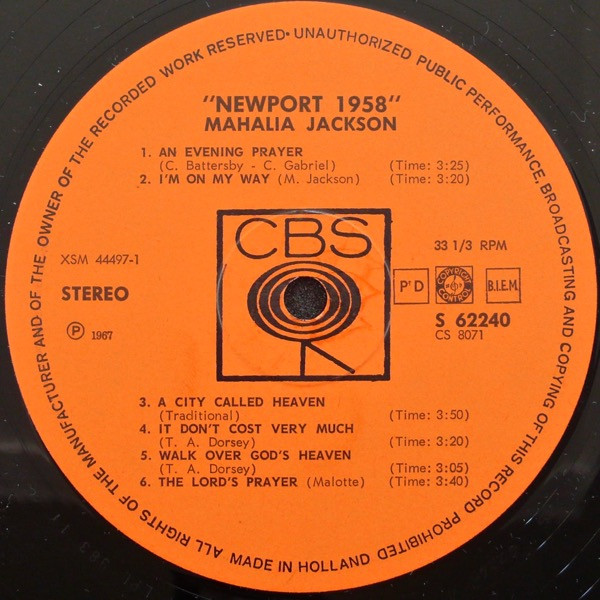 ALL RIGHTS OF THE MANUFACTURER AND OF THE OWNER OF THE RECORDED WORK RESERVED • UNAUTHORIZED PUBLIC PERFORMANCE, BROADCASTING AND COPYING OF THIS RECORD PROHIBITED
"NEWPORT 1958"
MAHALIA JACKSON
1. AN EVENING PRAYER
(C. Battersby - C. Gabriel) (Time: 3:25)
2. I'M ON MY WAY (M. Jackson) (Time: 3:20)
CBS
33 1/3 RPM
XSM 44497-1
STEREO
Pr D
COPYRIGHT CONTROL
B.I.E.M.
S 62240
CS 8071
Ⓟ 1967
3. A CITY CALLED HEAVEN
(Traditional) (Time: 3:50)
4. IT DON'T COST VERY MUCH
(T. A. Dorsey) (Time: 3:20)
5. WALK OVER GOD'S HEAVEN
(T. A. Dorsey) (Time: 3:05)
6. THE LORD'S PRAYER (Malotte) (Time: 3:40)
MADE IN HOLLAND